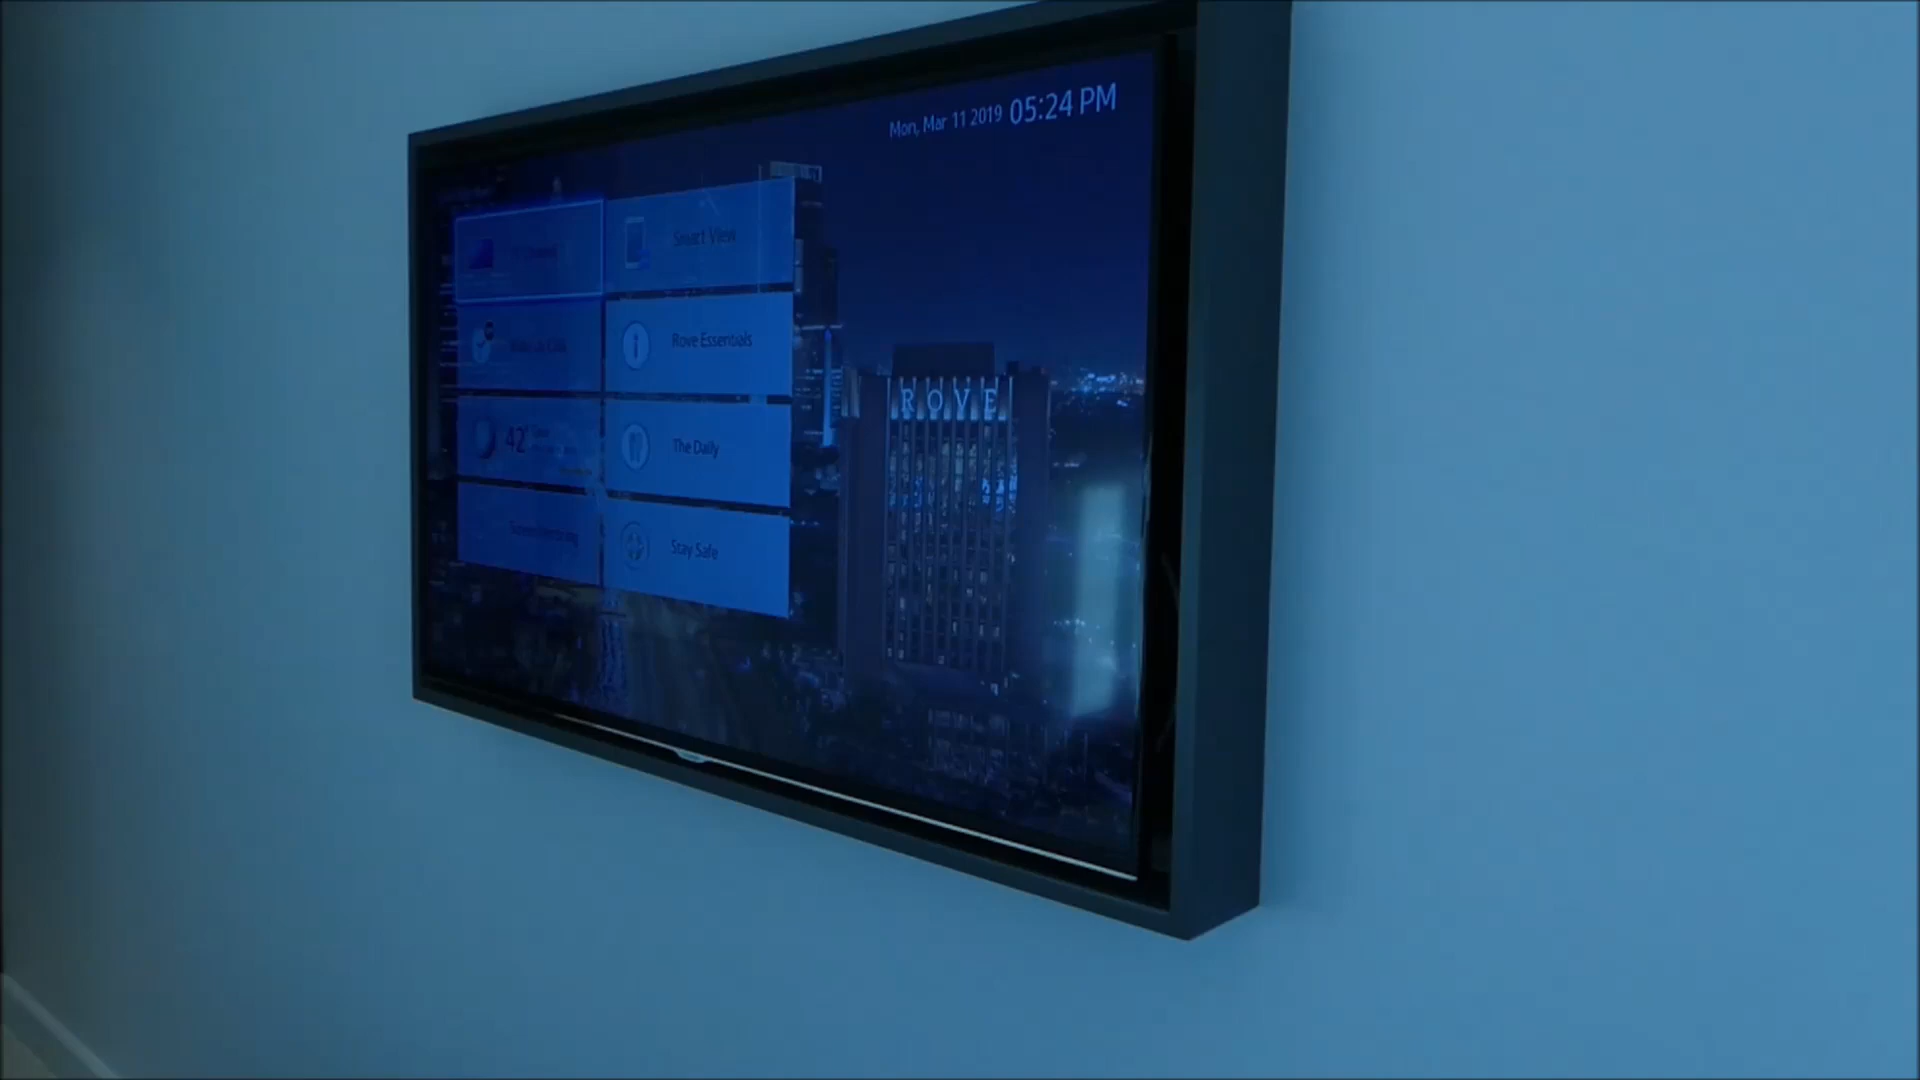 Mon, Mar 11 2019 05:24 PM
Smart View
Rove Essentials
42°
The Daily
Stay Safe
ROVE